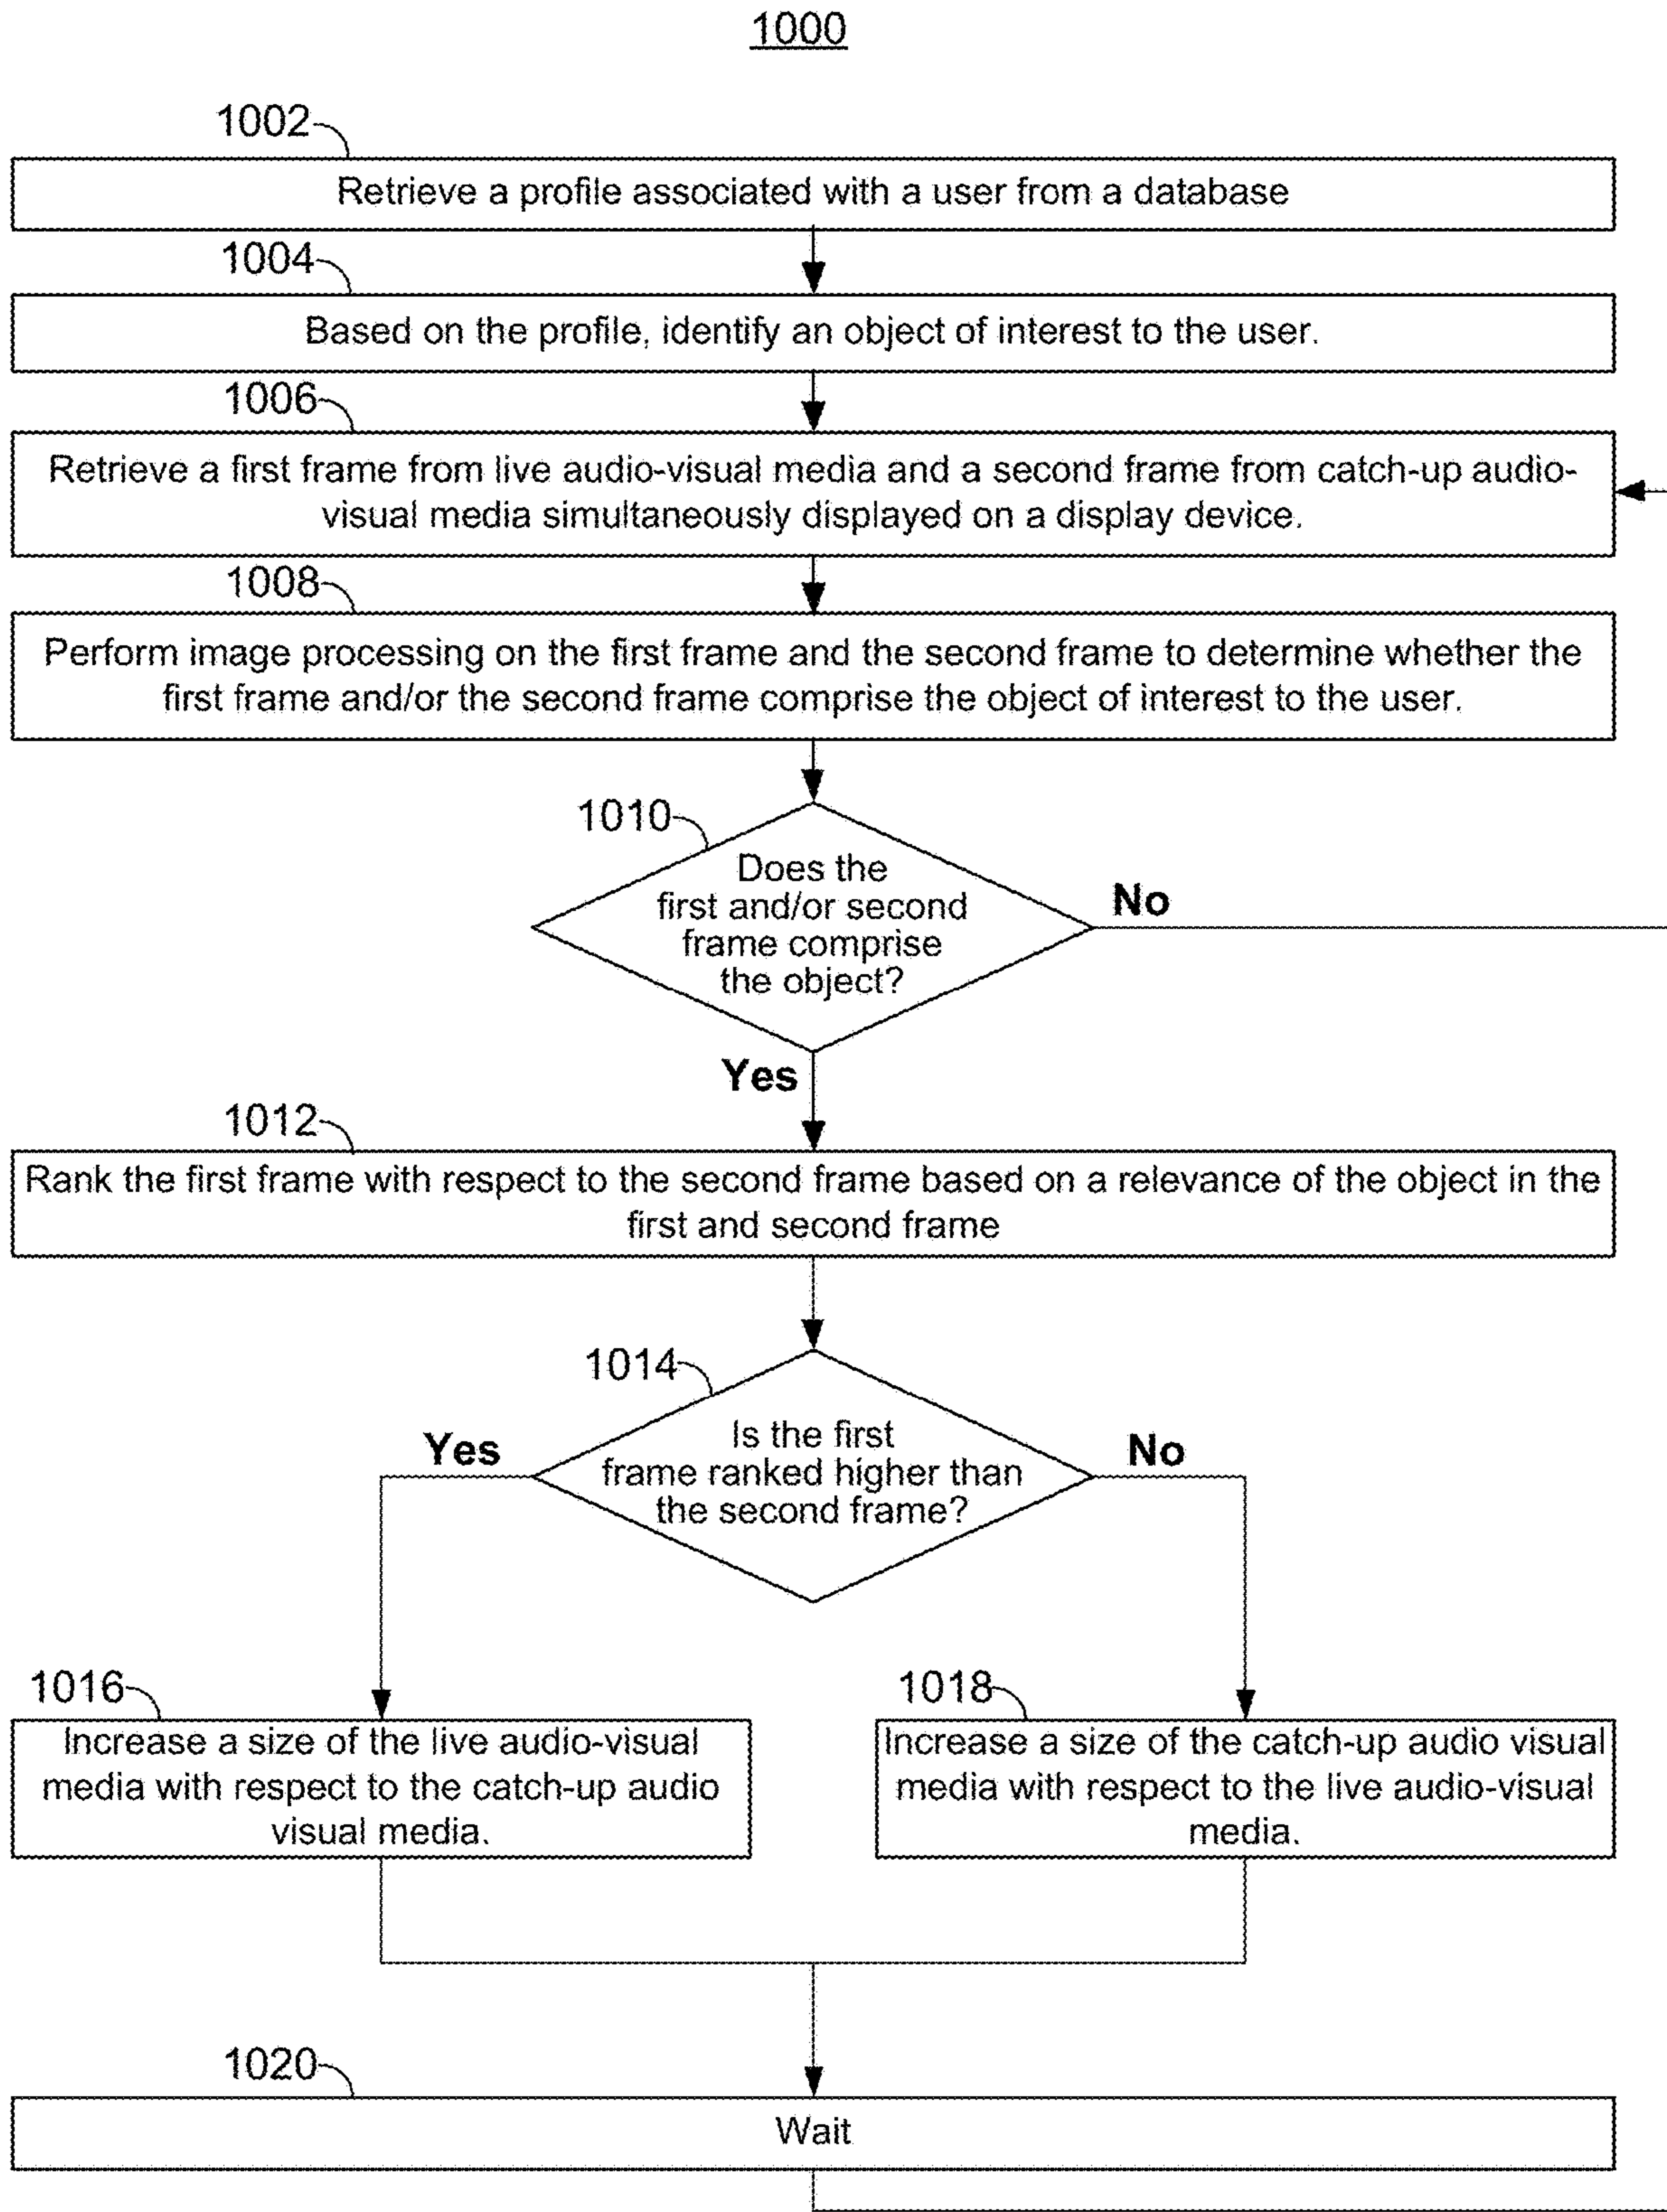 1000
1002
Retrieve a profile associated with a user from a database
1004
Based on the profile, identify an object of interest to the user.
1006
Retrieve a first frame from live audio-visual media and a second frame from catch-up audio-
visual media simultaneously displayed on a display device.
1008
Perform image processing on the first frame and the second frame to determine whether the
first frame and/or the second frame comprise the object of interest to the user.
1010
Does the
first and/or second
frame comprise
the object?
No
Yes
1012
Rank the first frame with respect to the second frame based on a relevance of the object in the
first and second frame
1014
Is the first
frame ranked higher than
the second frame?
Yes
No
1016
Increase a size of the live audio-visual
media with respect to the catch-up audio
visual media.
1018
Increase a size of the catch-up audio visual
media with respect to the live audio-visual
media.
1020
Wait